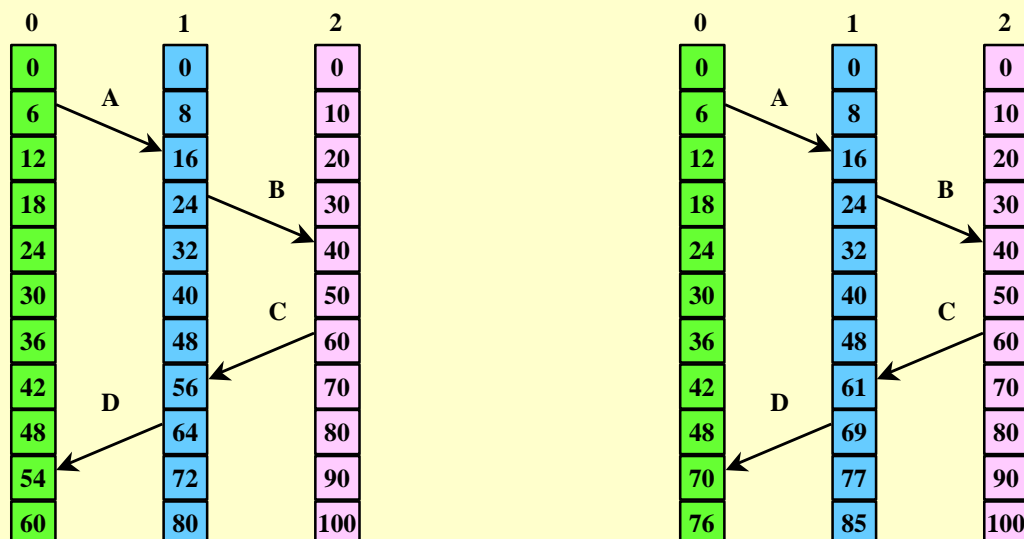 0 1 2 0 1 2
0 0 0 0 0 0
A A
6 8 10 6 8 10
12 16 20 12 16 20
B B
18 24 30 18 24 30
24 32 40 24 32 40
30 40 50 30 40 50
C C
36 48 60 36 48 60
42 56 70 42 61 70
D D
48 64 80 48 69 80
54 72 90 70 77 90
60 80 100 76 85 100